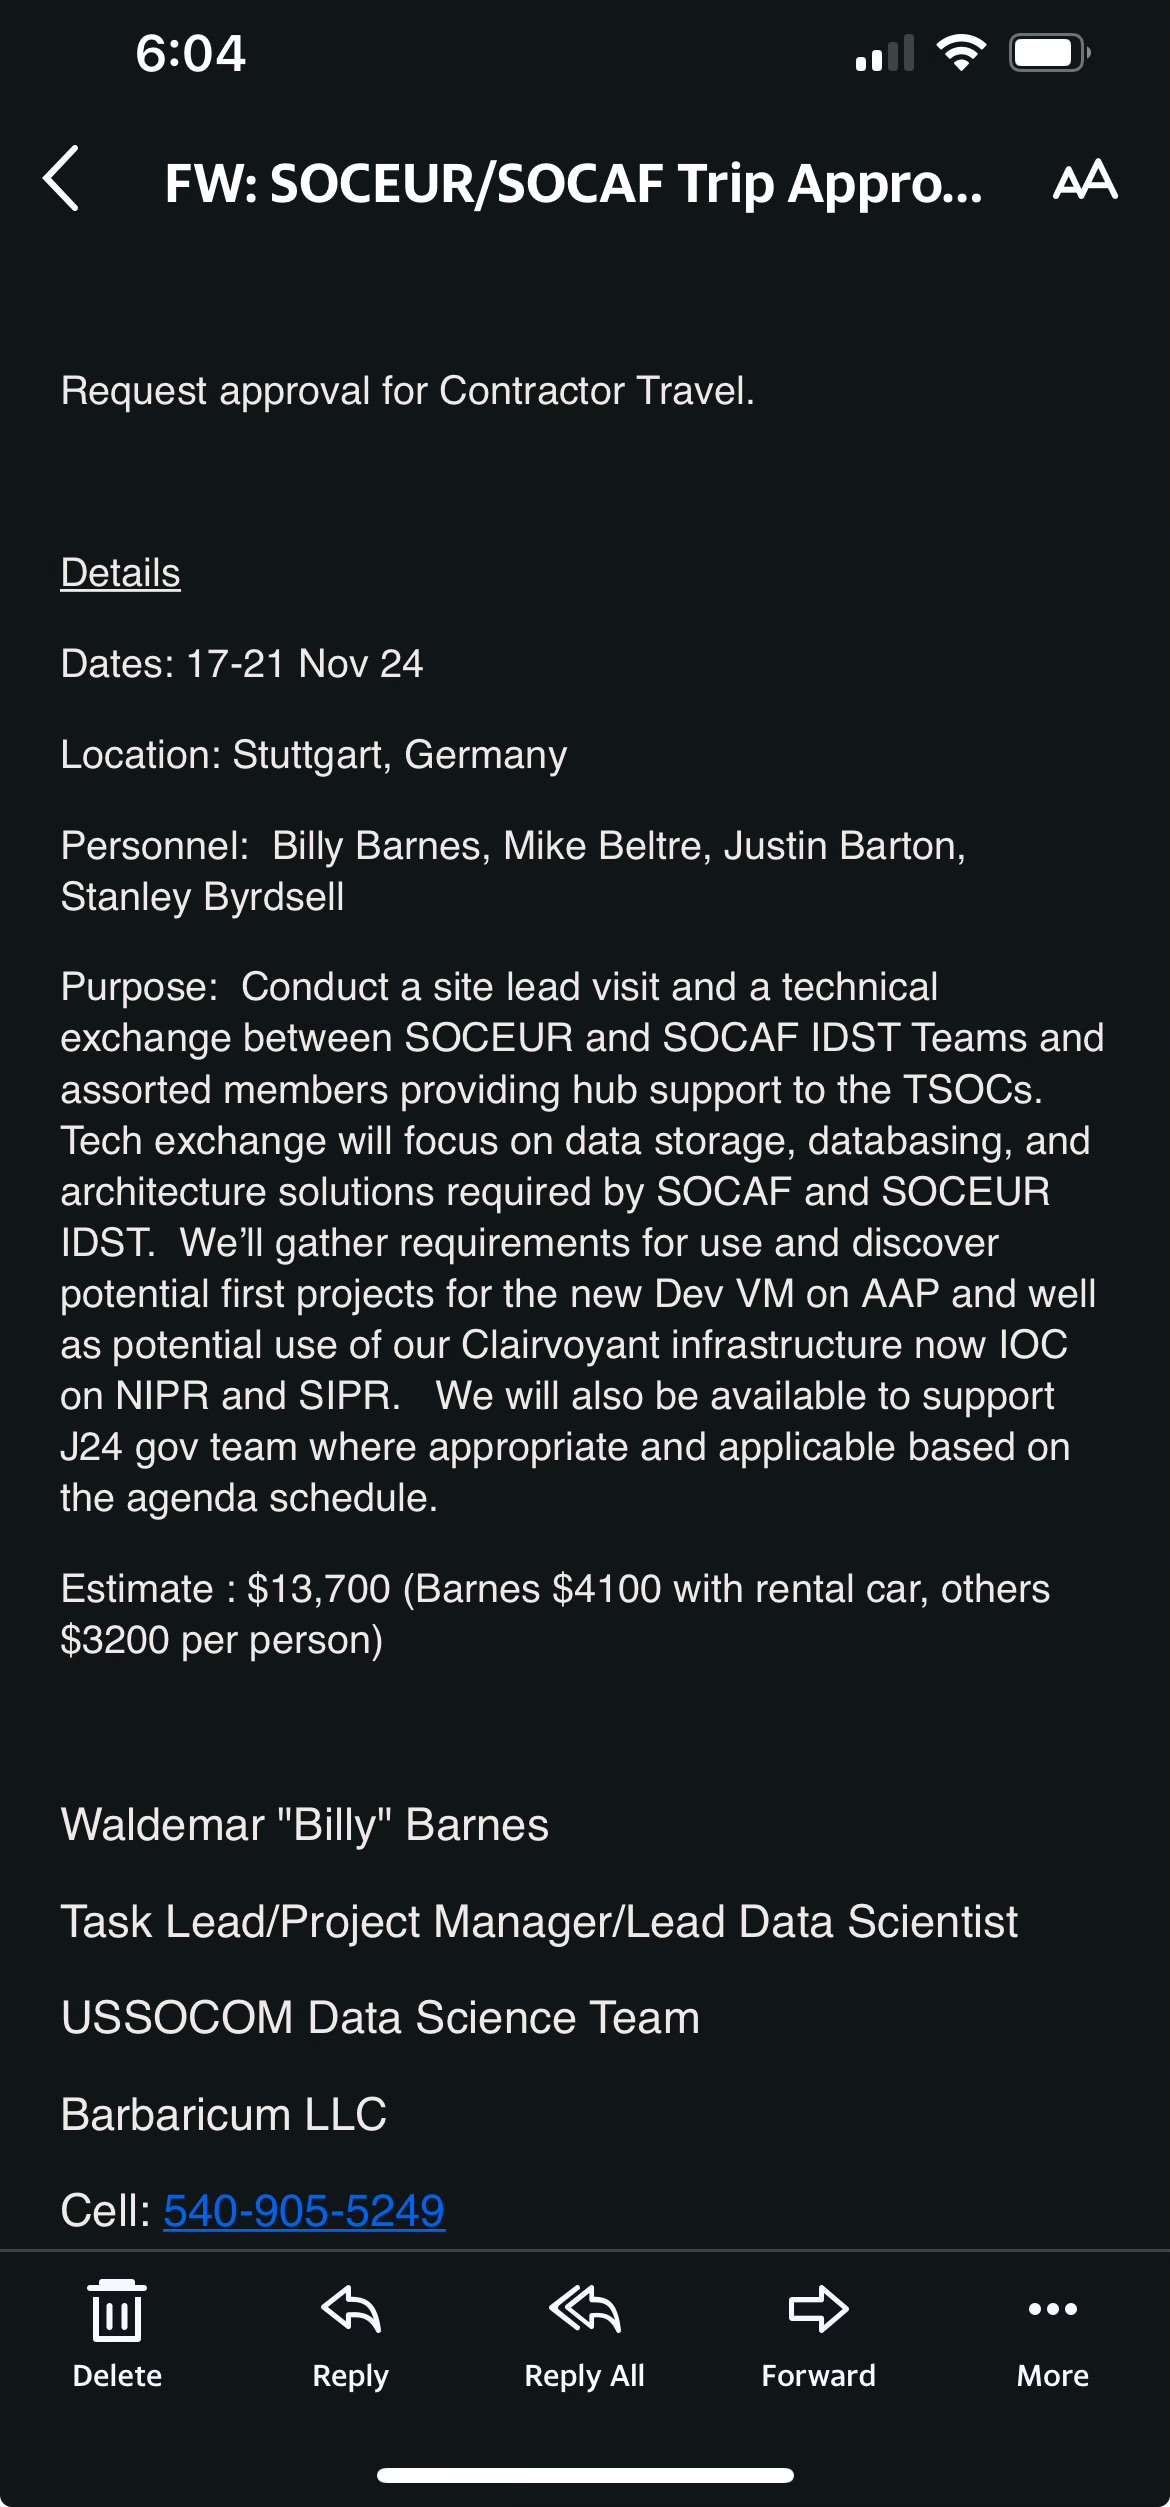 6:04
FW: SOCEUR/SOCAF Trip Appro...
AA
Request approval for Contractor Travel.
Details
Dates: 17-21 Nov 24
Location: Stuttgart, Germany
Personnel:  Billy Barnes, Mike Beltre, Justin Barton,
Stanley Byrdsell
Purpose:  Conduct a site lead visit and a technical
exchange between SOCEUR and SOCAF IDST Teams and
assorted members providing hub support to the TSOCs.
Tech exchange will focus on data storage, databasing, and
architecture solutions required by SOCAF and SOCEUR
IDST.  We’ll gather requirements for use and discover
potential first projects for the new Dev VM on AAP and well
as potential use of our Clairvoyant infrastructure now IOC
on NIPR and SIPR.   We will also be available to support
J24 gov team where appropriate and applicable based on
the agenda schedule.
Estimate : $13,700 (Barnes $4100 with rental car, others
$3200 per person)
Waldemar "Billy" Barnes
Task Lead/Project Manager/Lead Data Scientist
USSOCOM Data Science Team
Barbaricum LLC
Cell: 540-905-5249
Delete Reply Reply All Forward More